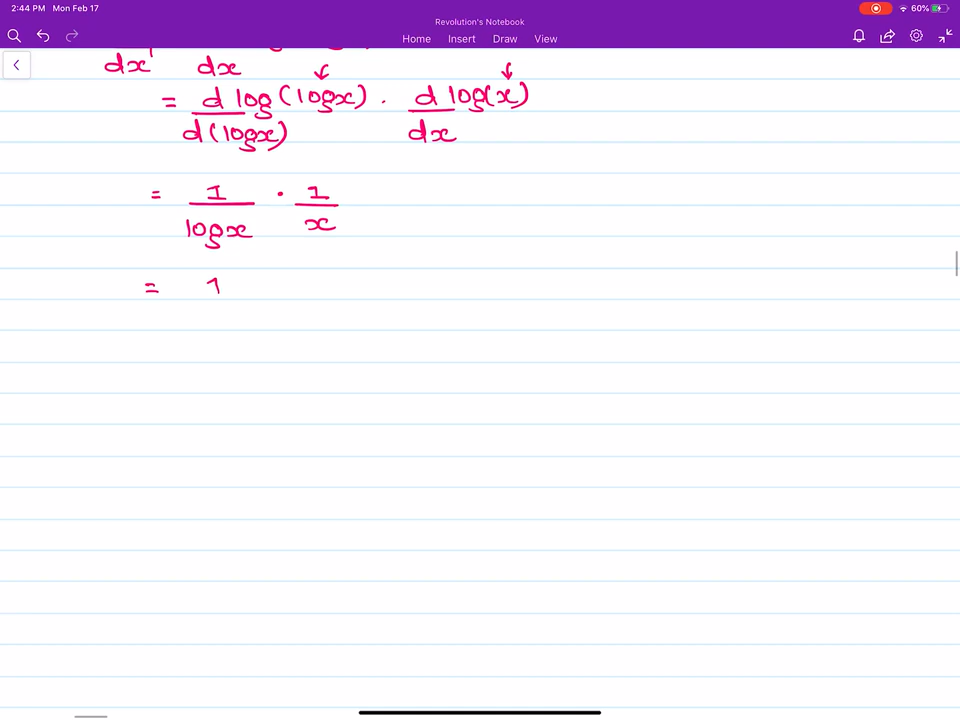 2:44 PM Mon Feb 17
60%
Revolution's Notebook
Home Insert Draw View
dx dx
= d log(logx) . d log(x)
d(logx) dx
= 1 . 1
logx x
= 1